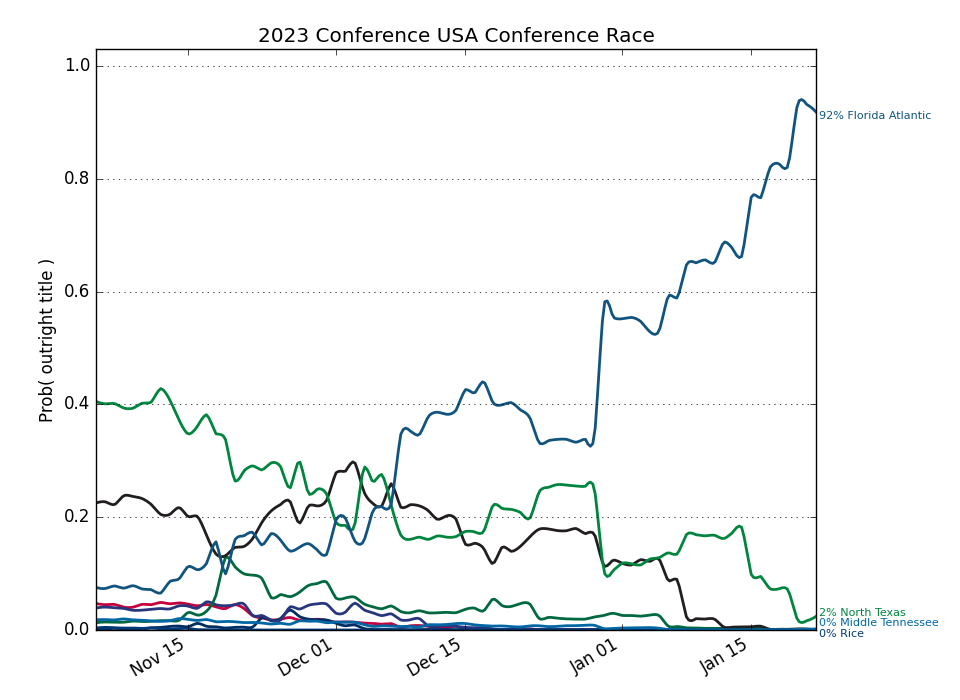 2023 Conference USA Conference Race
1.0
0.8
0.6
0.4
0.2
0.0
Prob( outright title )
Nov 15
Dec 01
Dec 15
Jan 01
Jan 15
92% Florida Atlantic
2% North Texas
0% Middle Tennessee
0% Rice